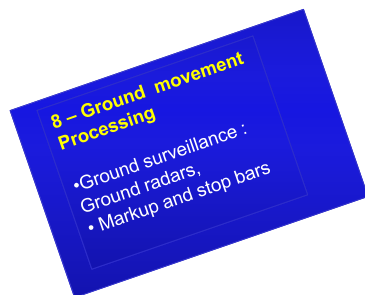 8 – Ground movement
Processing
•Ground surveillance :
Ground radars,
• Markup and stop bars